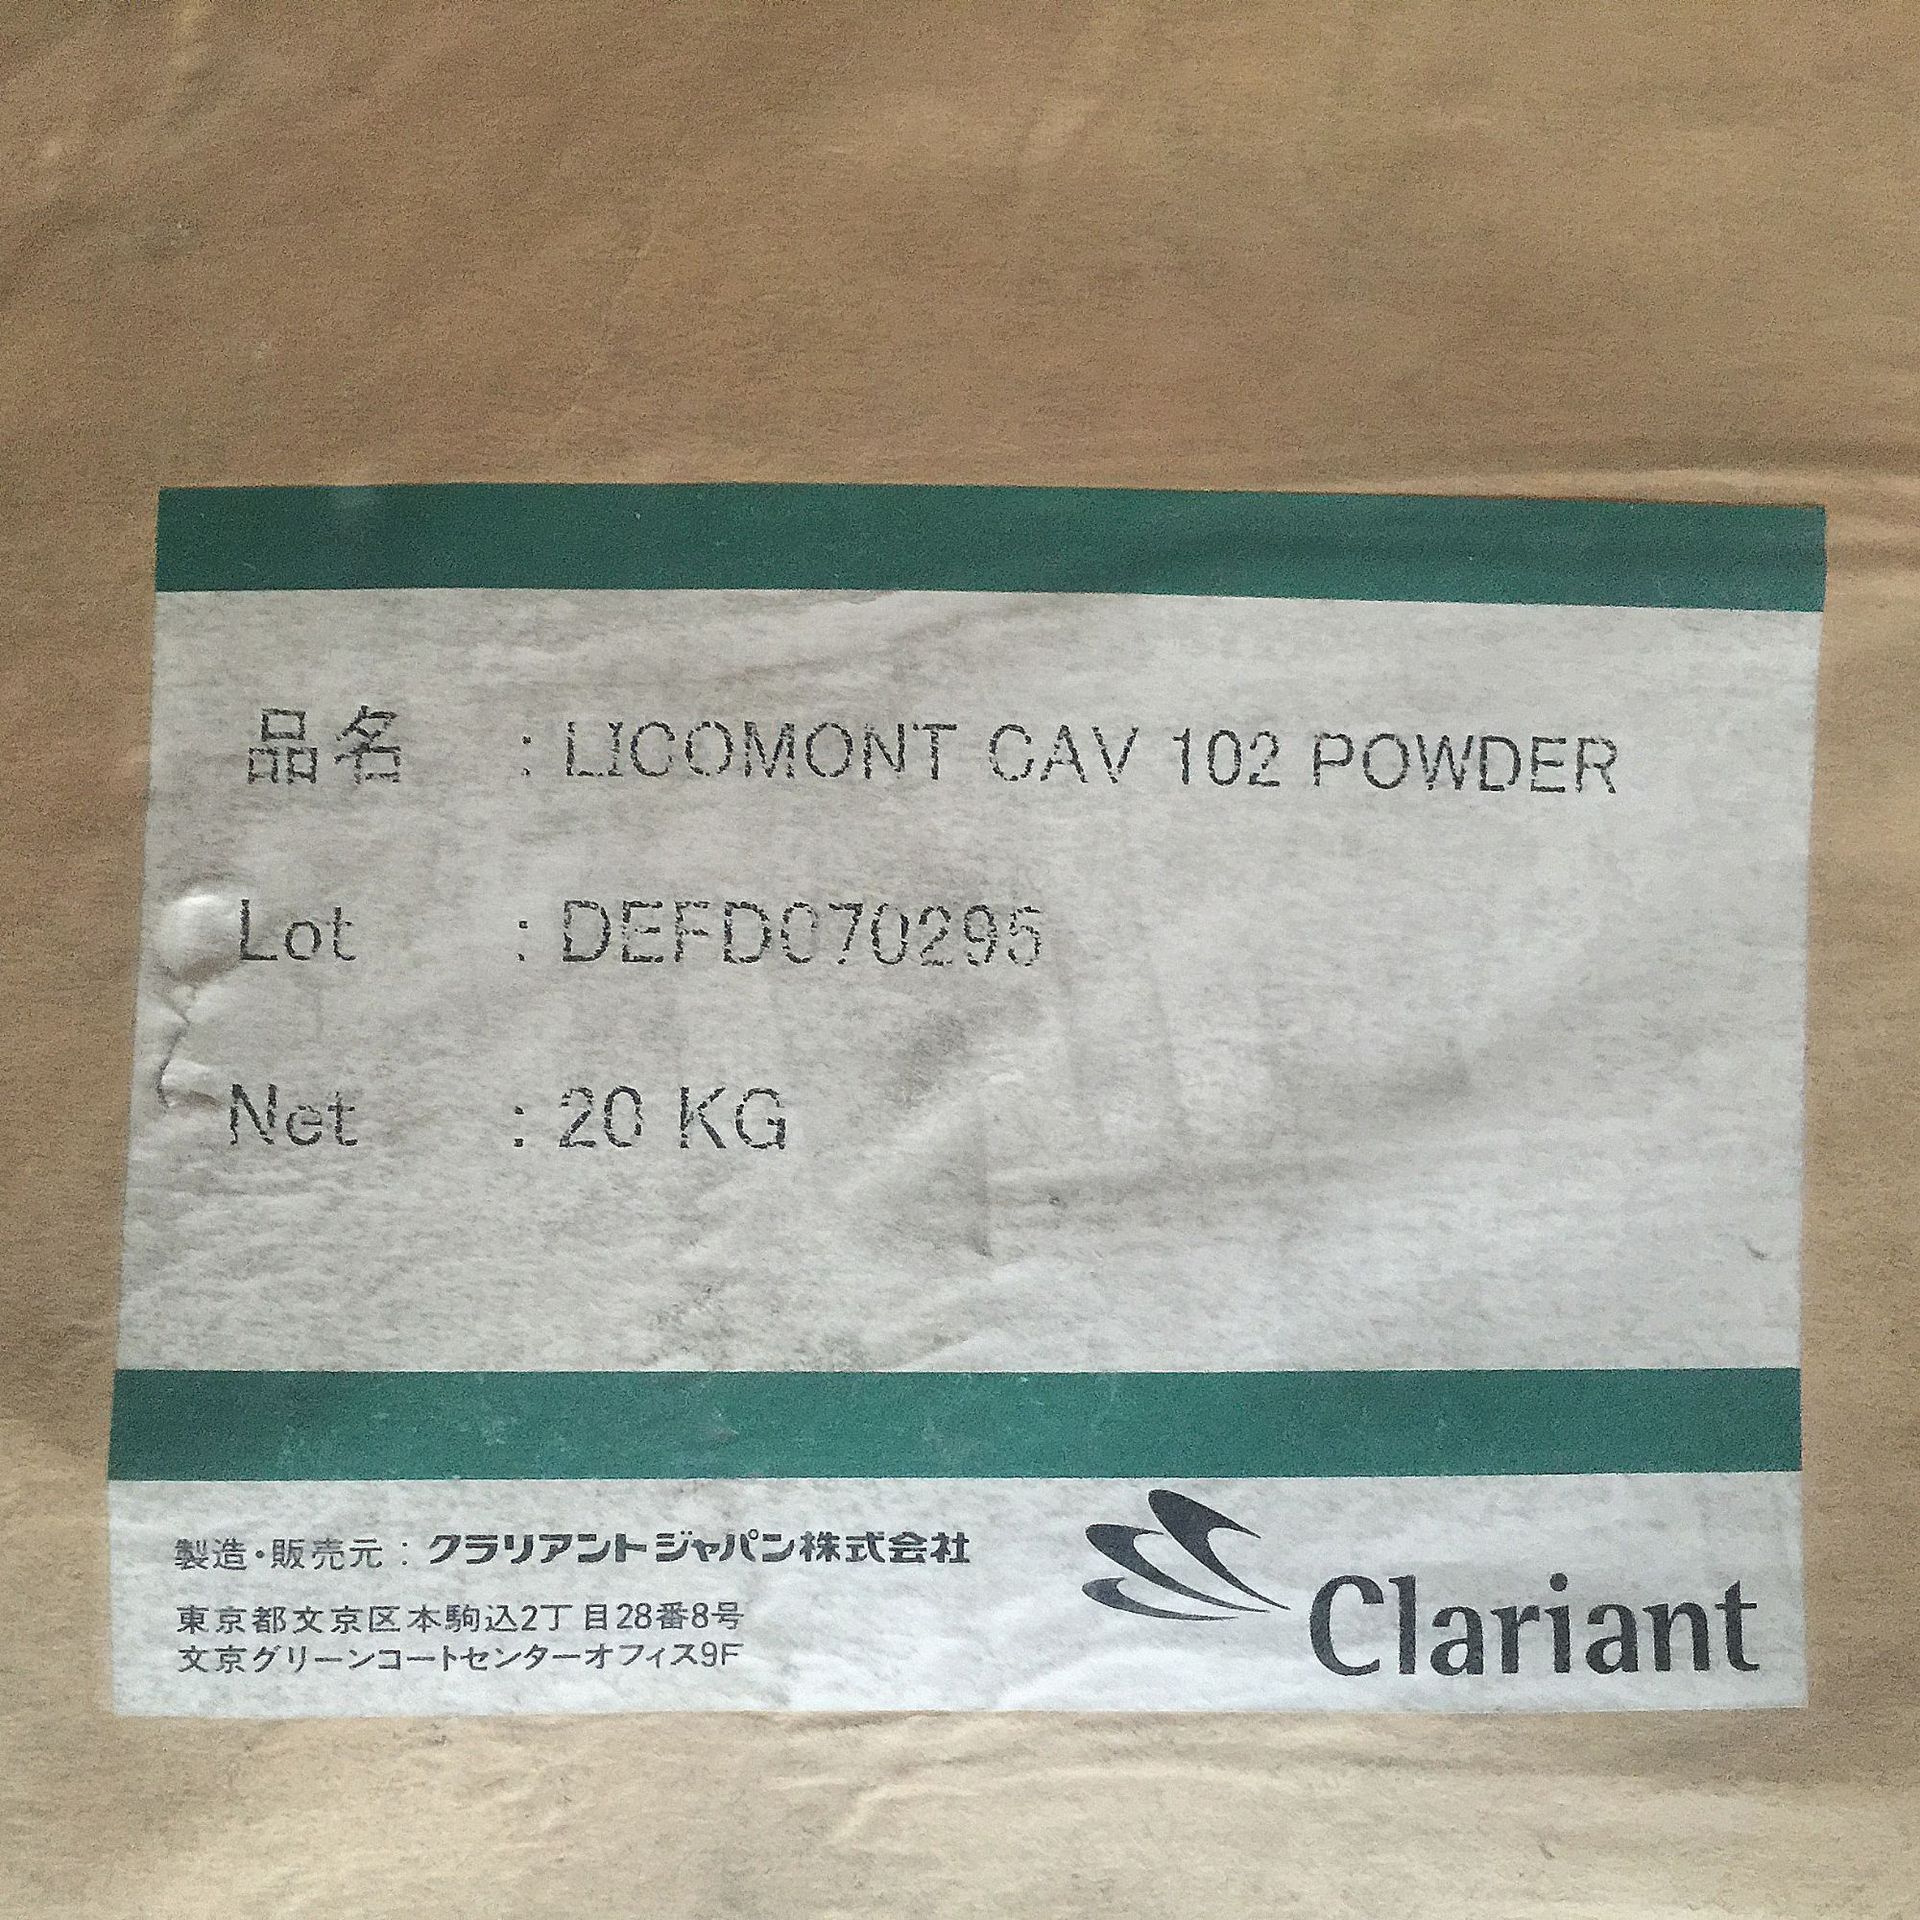 品名 : LICOMONT CAV 102 POWDER
Lot : DEFD070295
Net : 20 KG
製造・販売元 : クラリアントジャパン株式会社
東京都文京区本駒込2丁目28番8号
文京グリーンコートセンターオフィス9F
Clariant